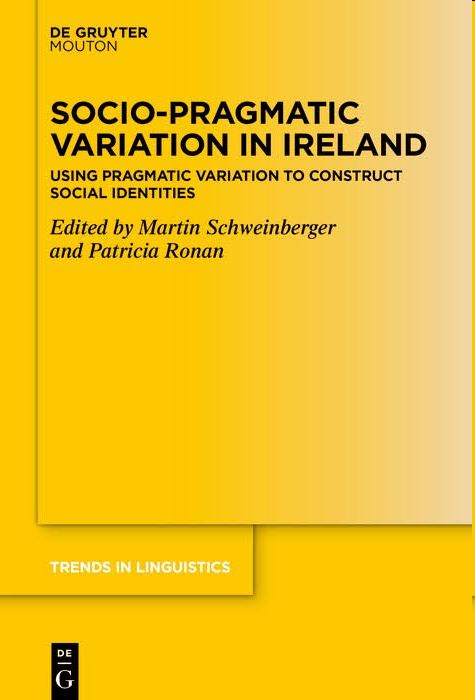 DE GRUYTER
MOUTON
SOCIO-PRAGMATIC
VARIATION IN IRELAND
USING PRAGMATIC VARIATION TO CONSTRUCT
SOCIAL IDENTITIES
Edited by Martin Schweinberger
and Patricia Ronan
TRENDS IN LINGUISTICS
DE
G